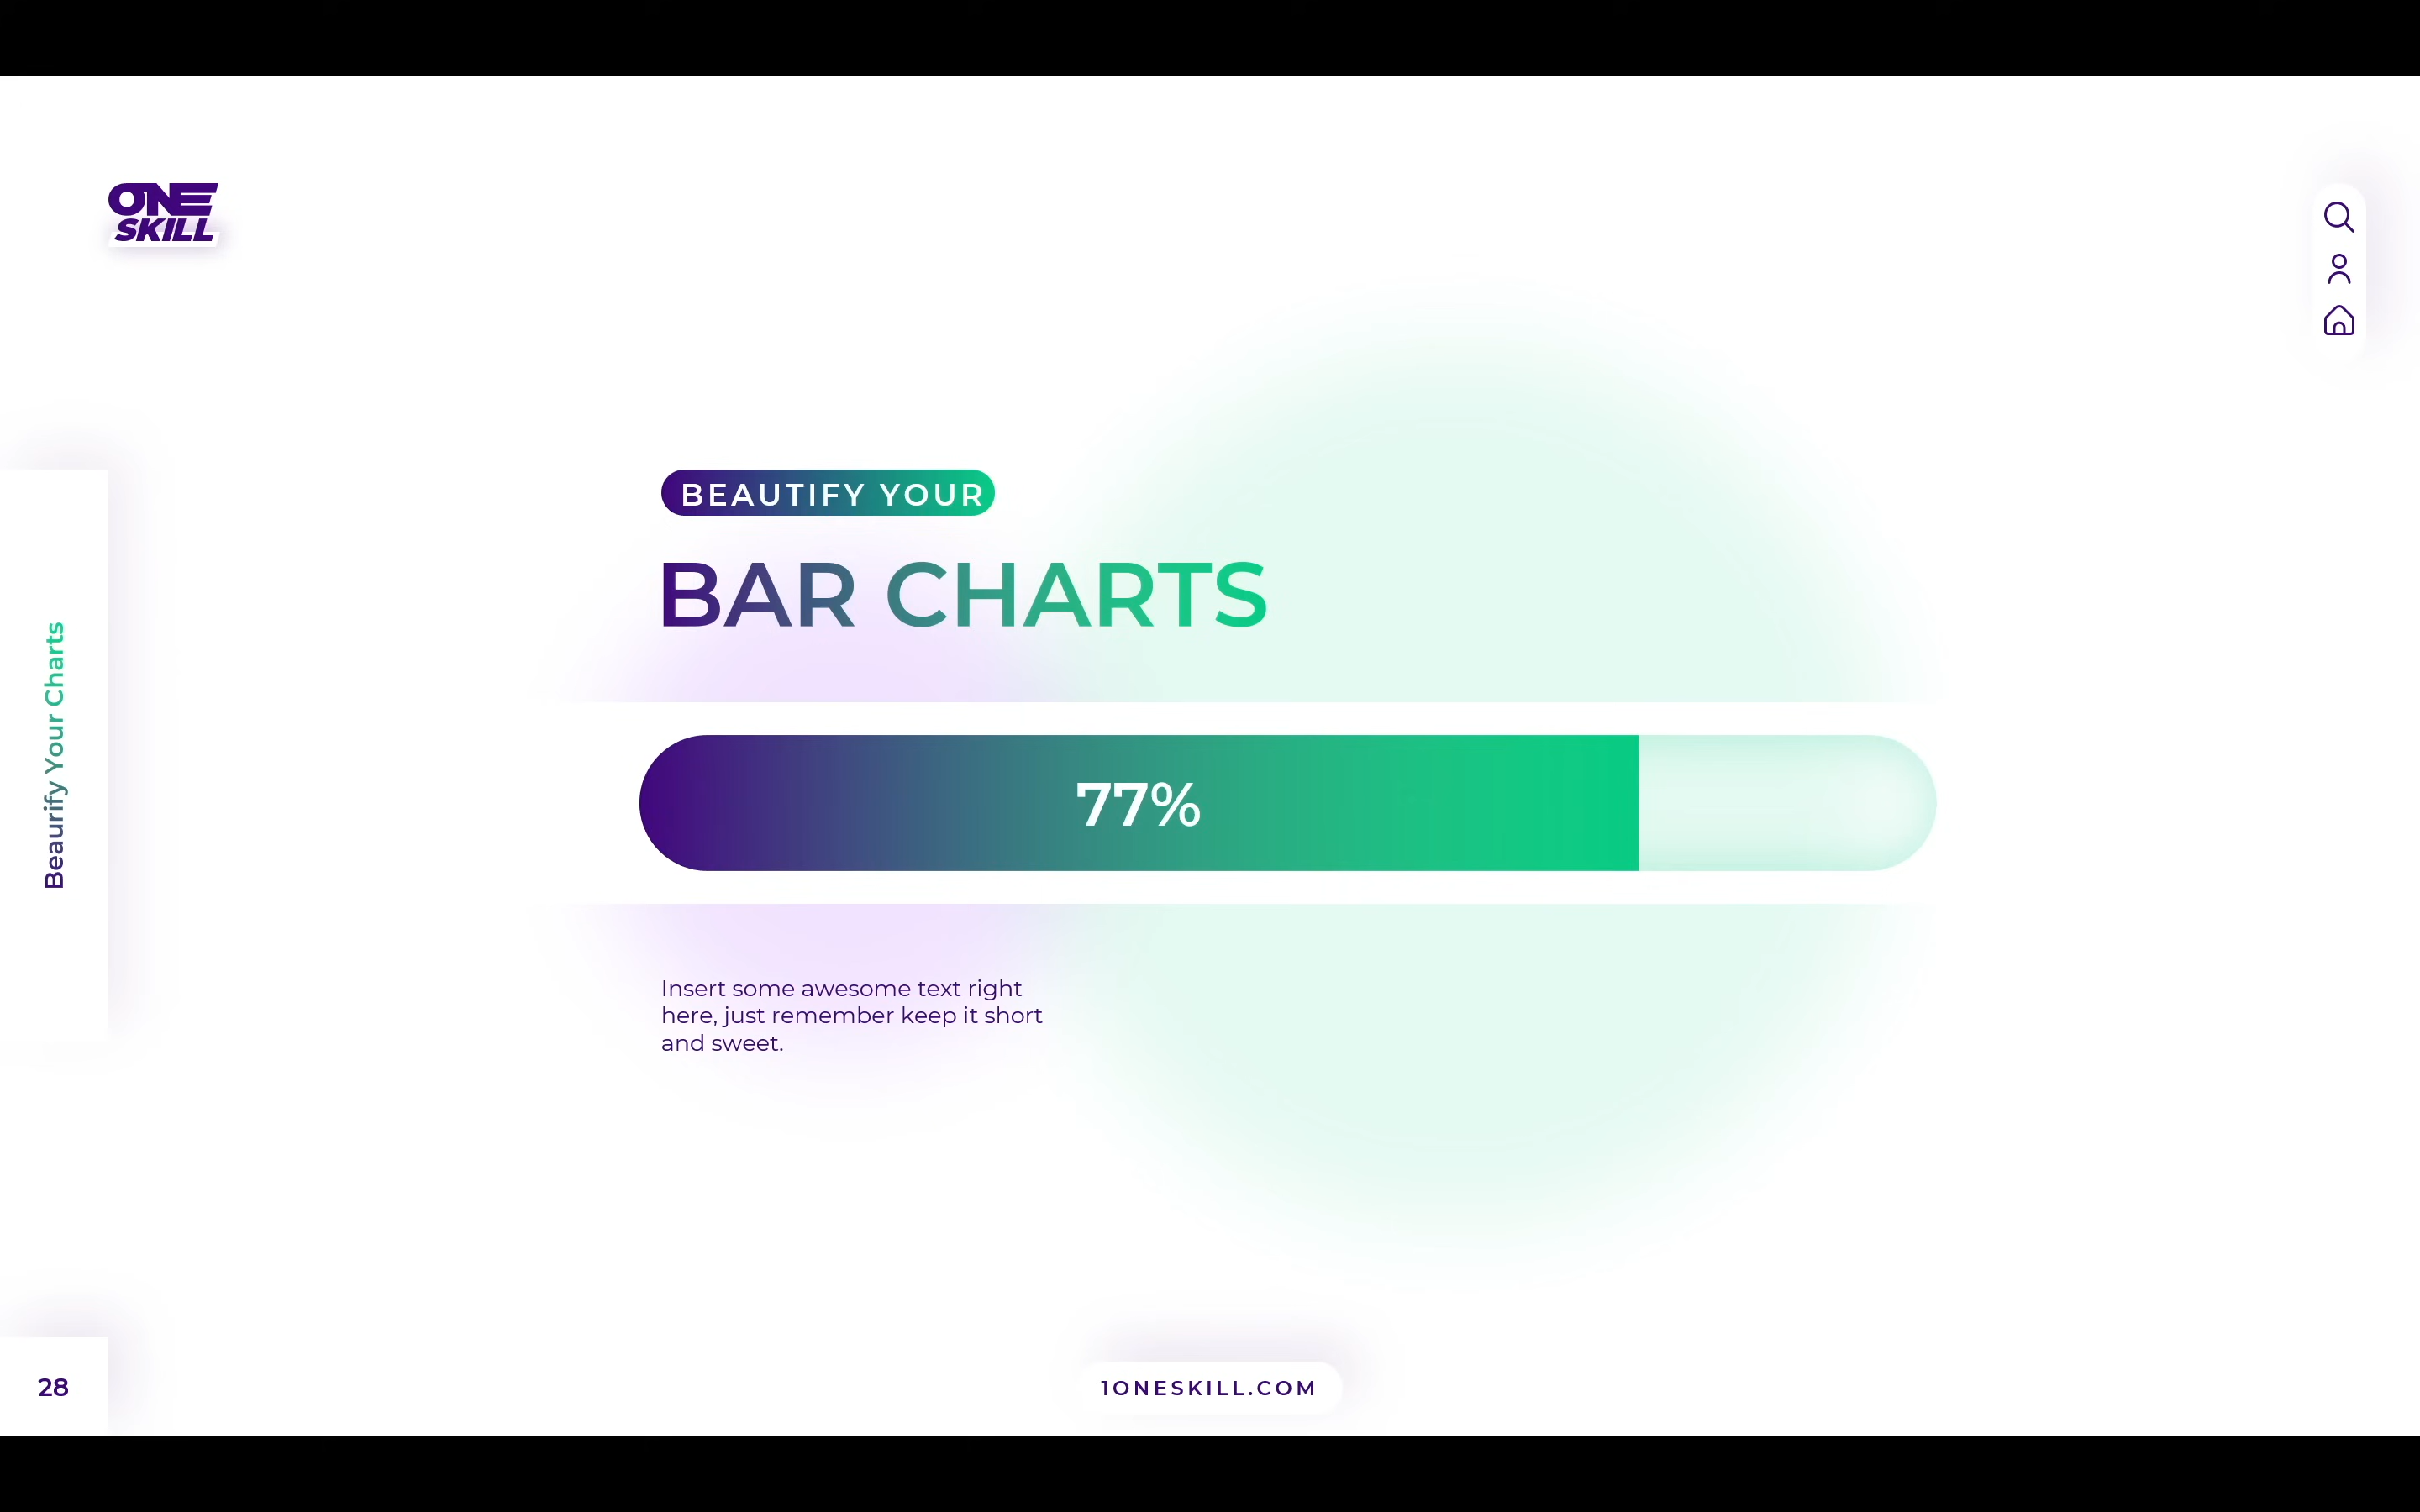 ONE
SKILL
BEAUTIFY YOUR
BAR CHARTS
Beaurify Your Charts
77%
Insert some awesome text right
here, just remember keep it short
and sweet.
28
1ONESKILL.COM